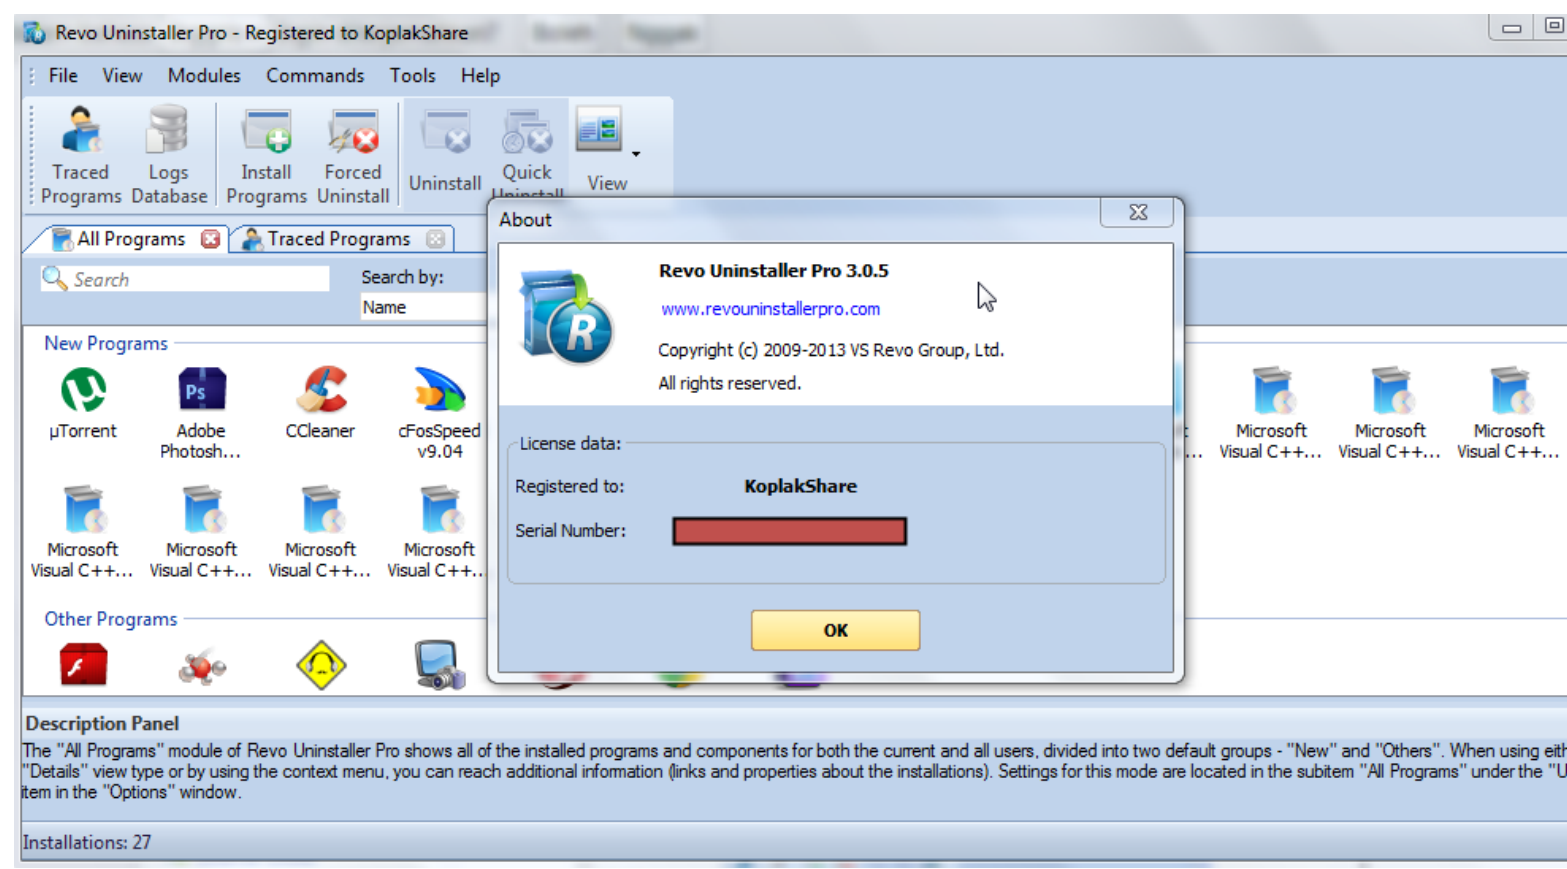 Revo Uninstaller Pro - Registered to KoplakShare
File View Modules Commands Tools Help
Traced Programs
Logs Database
Install Programs
Forced Uninstall
Uninstall
Quick Uninstall
View
All Programs
Traced Programs
Search
Search by:
Name
New Programs
µTorrent
Adobe Photosh...
CCleaner
cFosSpeed v9.04
Microsoft Visual C++...
Microsoft Visual C++...
Microsoft Visual C++...
Microsoft Visual C++...
Microsoft Visual C++...
Microsoft Visual C++...
Microsoft Visual C++..
Other Programs
About
Revo Uninstaller Pro 3.0.5
www.revouninstallerpro.com
Copyright (c) 2009-2013 VS Revo Group, Ltd.
All rights reserved.
License data:
Registered to: KoplakShare
Serial Number:
OK
Description Panel
The "All Programs" module of Revo Uninstaller Pro shows all of the installed programs and components for both the current and all users, divided into two default groups - "New" and "Others". When using eith
"Details" view type or by using the context menu, you can reach additional information (links and properties about the installations). Settings for this mode are located in the subitem "All Programs" under the "U
item in the "Options" window.
Installations: 27